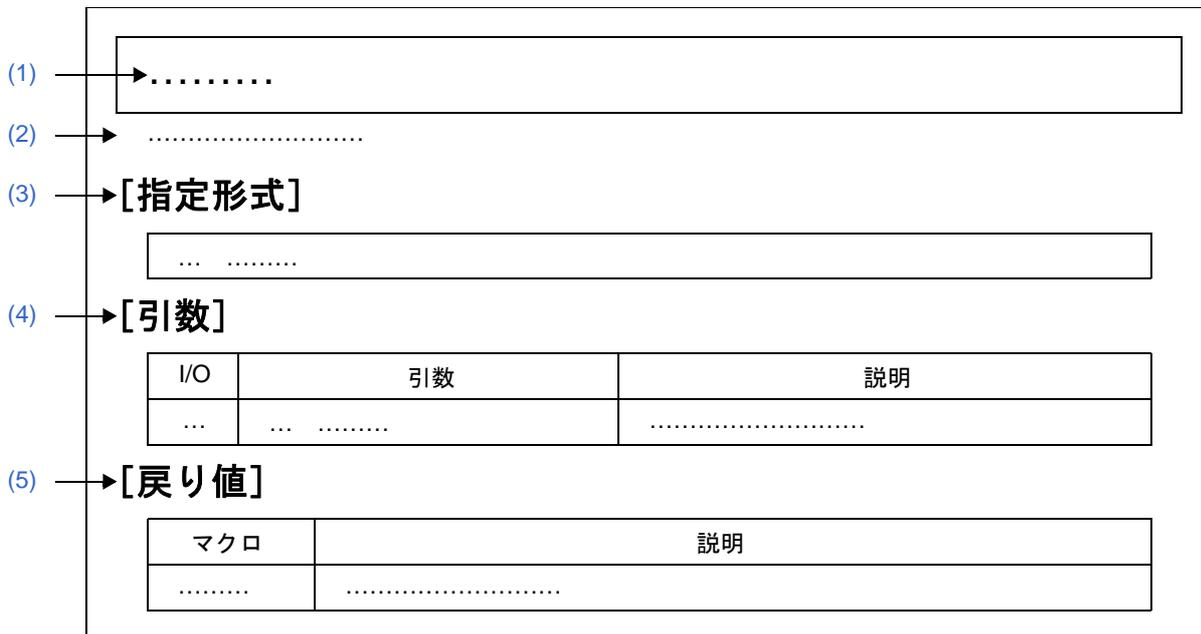 (1) .........
(2) ...........................
(3) [指定形式]
... .........
(4) [引数]
I/O 引数 説明
... ... ......... ...........................
(5) [戻り値]
マクロ 説明
......... ...........................